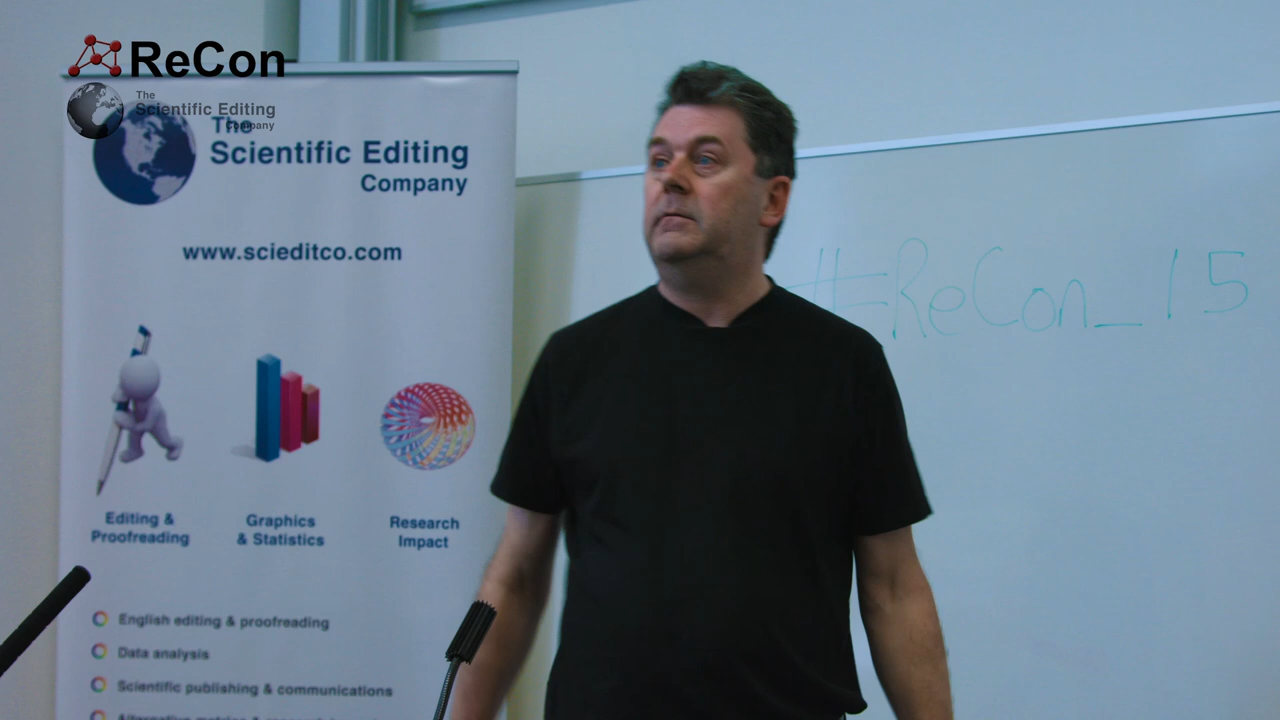 ReCon
The
Scientific Editing
Company
The
Scientific Editing
Company
www.scieditco.com
Editing &
Proofreading
Graphics
& Statistics
Research
Impact
English editing & proofreading
Data analysis
Scientific publishing & communications
#ReCon_15